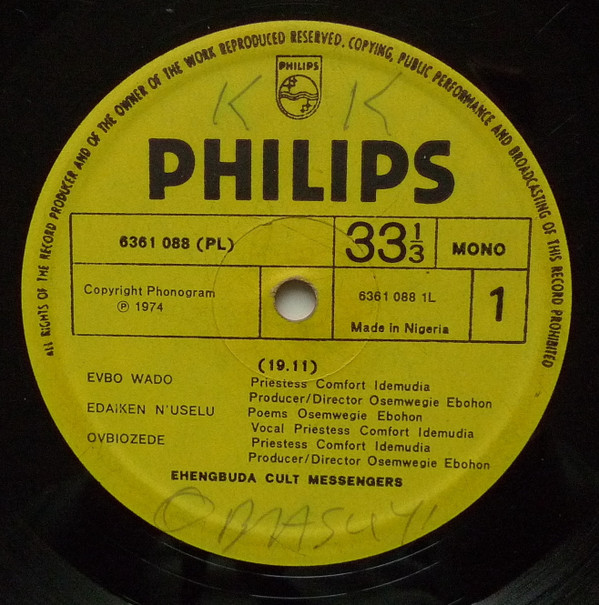 ALL RIGHTS OF THE RECORD PRODUCER AND OF THE OWNER OF THE WORK REPRODUCED RESERVED. COPYING, PUBLIC PERFORMANCE AND BROADCASTING OF THIS RECORD PROHIBITED
PHILIPS
K K
PHILIPS
6361 088 (PL)
33 1/3
MONO
Copyright Phonogram
℗ 1974
6361 088 1L
Made in Nigeria
1
(19.11)
EVBO WADO Priestess Comfort Idemudia
Producer/Director Osemwegie Ebohon
EDAIKEN N'USELU Poems Osemwegie Ebohon
Vocal Priestess Comfort Idemudia
OVBIOZEDE Priestess Comfort Idemudia
Producer/Director Osemwegie Ebohon
EHENGBUDA CULT MESSENGERS